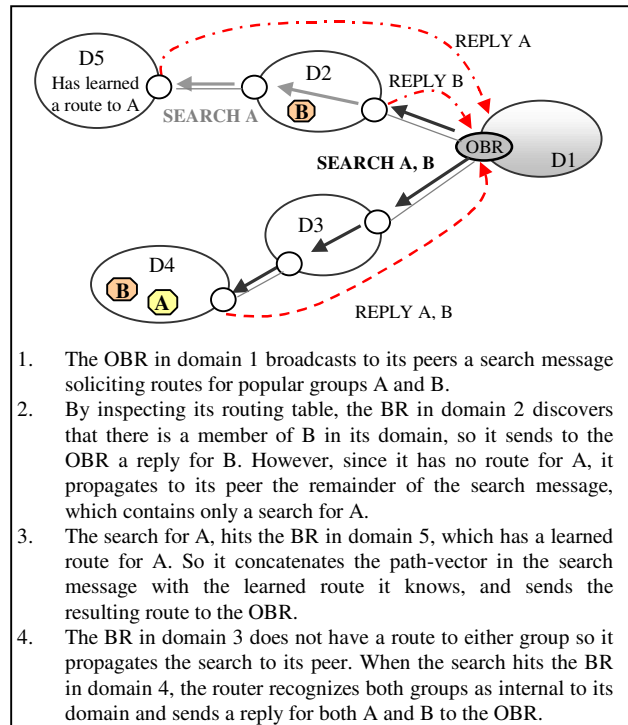 REPLY A
D5
Has learned
a route to A
D2
REPLY B
SEARCH A
B
OBR
D1
SEARCH A, B
D3
D4
B
A
REPLY A, B
1. The OBR in domain 1 broadcasts to its peers a search message
soliciting routes for popular groups A and B.
2. By inspecting its routing table, the BR in domain 2 discovers
that there is a member of B in its domain, so it sends to the
OBR a reply for B. However, since it has no route for A, it
propagates to its peer the remainder of the search message,
which contains only a search for A.
3. The search for A, hits the BR in domain 5, which has a learned
route for A. So it concatenates the path-vector in the search
message with the learned route it knows, and sends the
resulting route to the OBR.
4. The BR in domain 3 does not have a route to either group so it
propagates the search to its peer. When the search hits the BR
in domain 4, the router recognizes both groups as internal to its
domain and sends a reply for both A and B to the OBR.